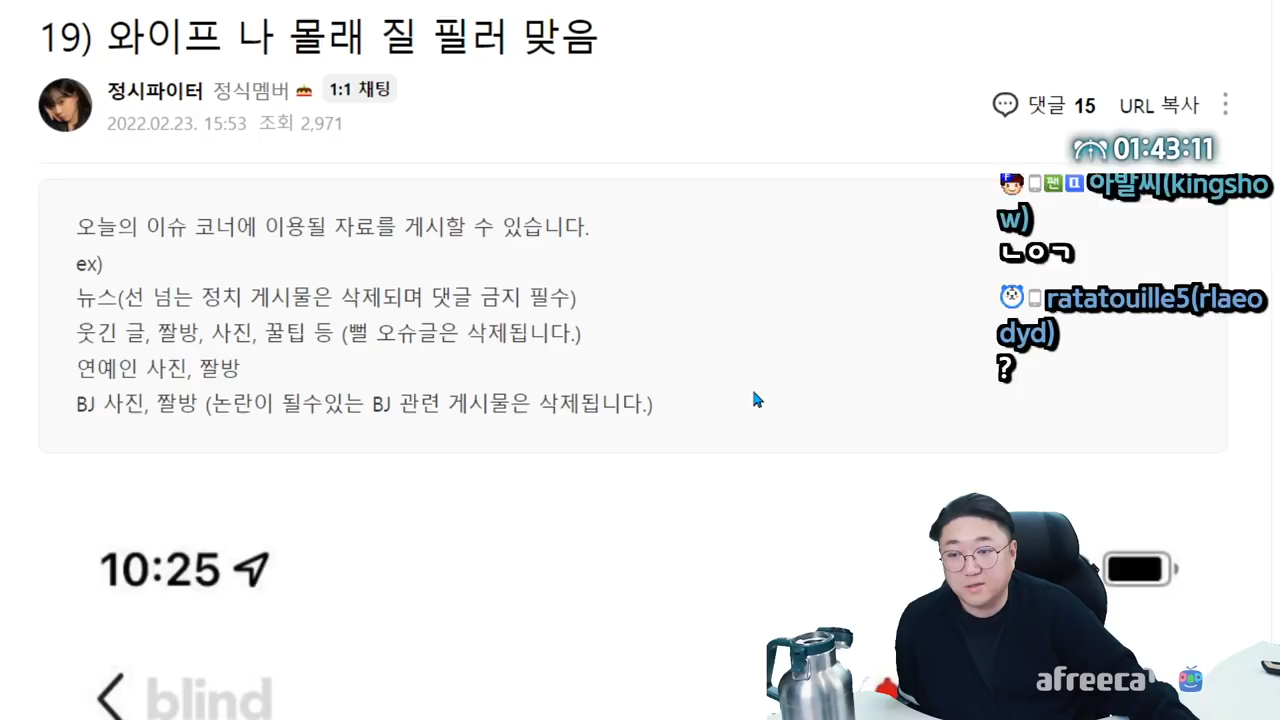 19) 와이프 나 몰래 질 필러 맞음
정시파이터 정식멤버 1:1 채팅
2022.02.23. 15:53 조회 2,971
댓글 15 URL 복사
01:43:11
오늘의 이슈 코너에 이용될 자료를 게시할 수 있습니다.
ex)
뉴스(선 넘는 정치 게시물은 삭제되며 댓글 금지 필수)
웃긴 글, 짤방, 사진, 꿀팁 등 (뻘 오슈글은 삭제됩니다.)
연예인 사진, 짤방
BJ 사진, 짤방 (논란이 될수있는 BJ 관련 게시물은 삭제됩니다.)
F 팬 아발씨(kingsho
w)
ㄴㅇㄱ
ratatouille5(rlaeo
dyd)
?
10:25
blind
afreeca